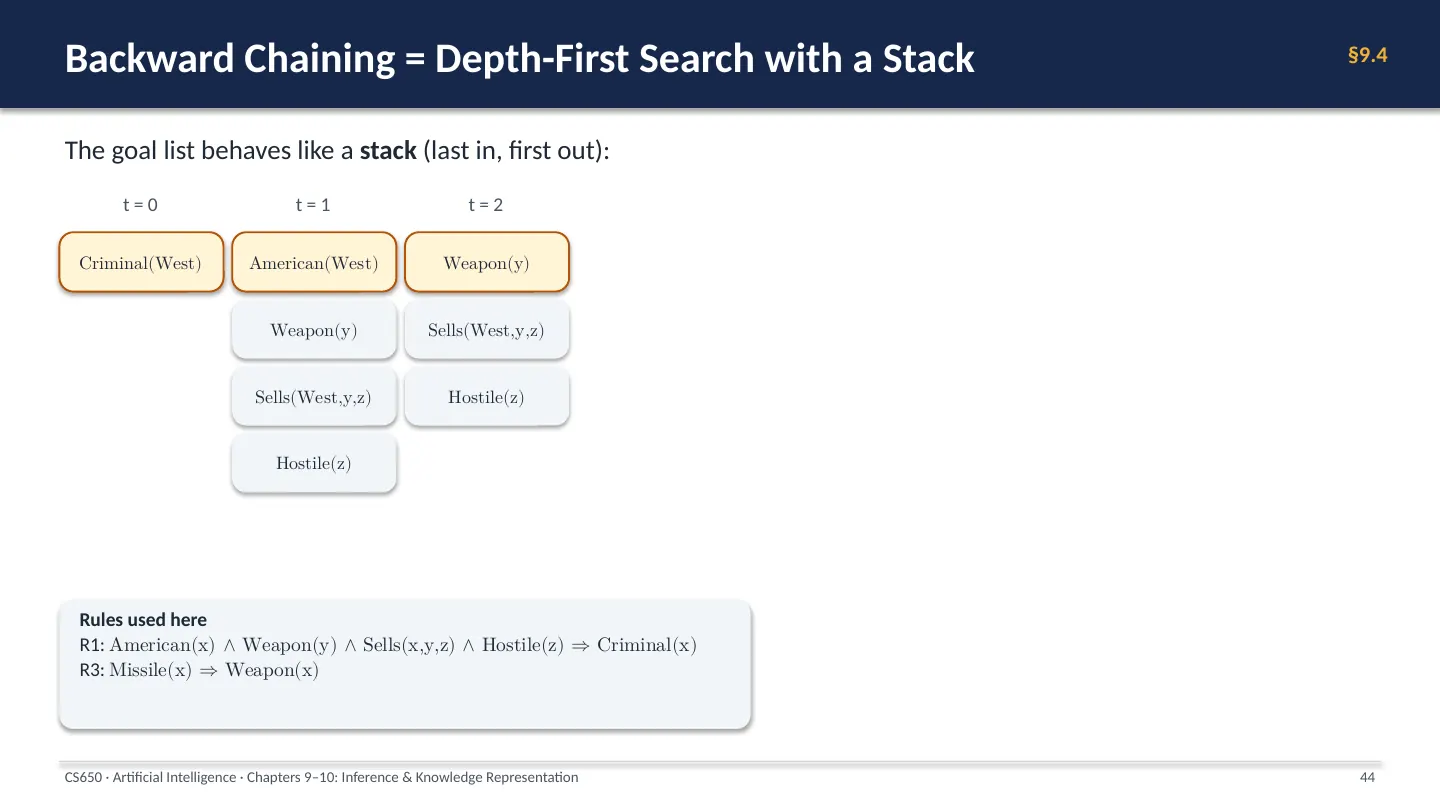 Backward Chaining = Depth-First Search with a Stack
§9.4
The goal list behaves like a stack (last in, first out):
t = 0
t = 1
t = 2
Criminal(West)
American(West)
Weapon(y)
Weapon(y)
Sells(West,y,z)
Sells(West,y,z)
Hostile(z)
Hostile(z)
Rules used here
R1: American(x) ∧ Weapon(y) ∧ Sells(x,y,z) ∧ Hostile(z) ⇒ Criminal(x)
R3: Missile(x) ⇒ Weapon(x)
CS650 · Artificial Intelligence · Chapters 9–10: Inference & Knowledge Representation
44